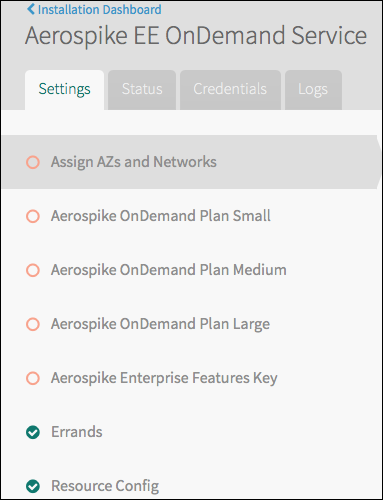 Installation Dashboard
Aerospike EE OnDemand Service
Settings Status Credentials Logs
Assign AZs and Networks
Aerospike OnDemand Plan Small
Aerospike OnDemand Plan Medium
Aerospike OnDemand Plan Large
Aerospike Enterprise Features Key
Errands
Resource Config